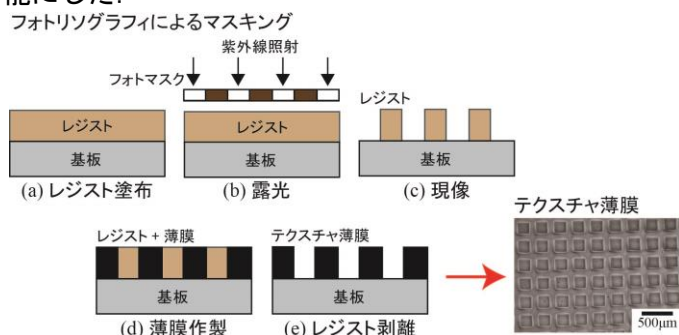 能にした.
フォトリソグラフィによるマスキング
紫外線照射
フォトマスク
レジスト
基板
(a) レジスト塗布
レジスト
基板
(b) 露光
レジスト
基板
(c) 現像
レジスト + 薄膜
基板
(d) 薄膜作製
テクスチャ薄膜
基板
(e) レジスト剥離
テクスチャ薄膜
500μm